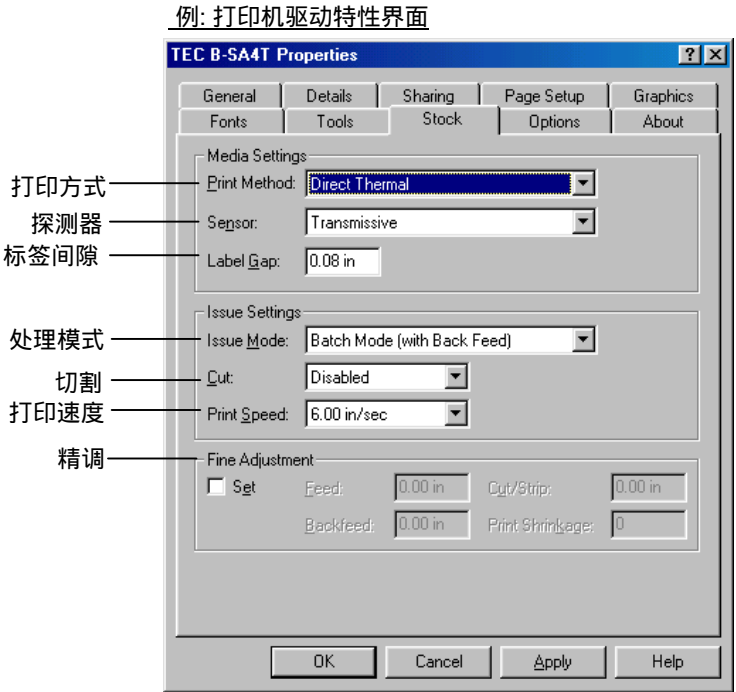 例: 打印机驱动特性界面
TEC B-SA4T Properties
General Details Sharing Page Setup Graphics
Fonts Tools Stock Options About
Media Settings
打印方式 Print Method: Direct Thermal
探测器 Sensor: Transmissive
标签间隙 Label Gap: 0.08 in
Issue Settings
处理模式 Issue Mode: Batch Mode (with Back Feed)
切割 Cut: Disabled
打印速度 Print Speed: 6.00 in/sec
精调 Fine Adjustment
Set Feed: 0.00 in Cut/Strip: 0.00 in
Backfeed: 0.00 in Print Shrinkage: 0
OK Cancel Apply Help